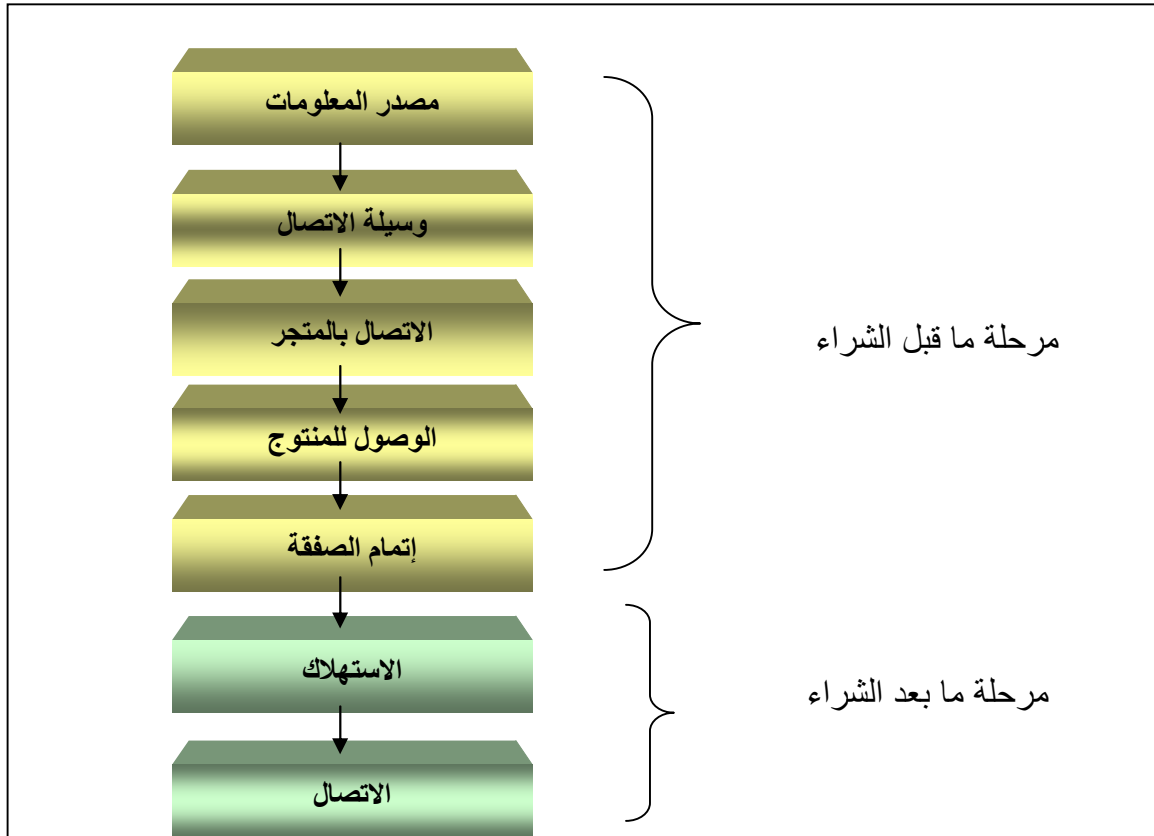 مصدر المعلومات
وسيلة الاتصال
الاتصال بالمتجر
الوصول للمنتوج
إتمام الصفقة
مرحلة ما قبل الشراء
الاستهلاك
الاتصال
مرحلة ما بعد الشراء